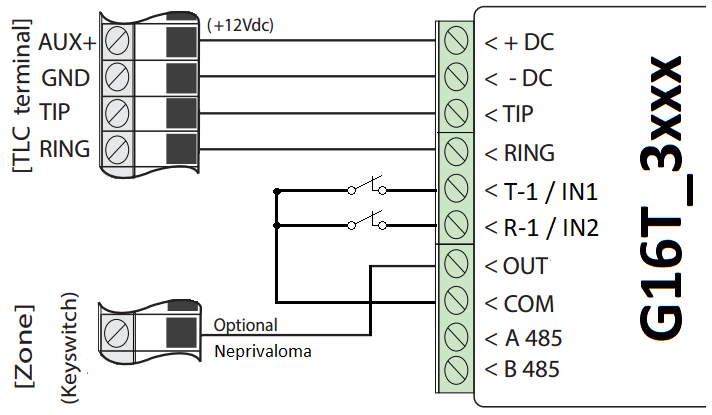 [TLC terminal]
AUX+
GND
TIP
RING
(+12Vdc)
< + DC
< - DC
< TIP
< RING
< T-1 / IN1
< R-1 / IN2
< OUT
< COM
< A 485
< B 485
G16T_3xxx
[Zone]
(Keyswitch)
Optional
Neprivaloma